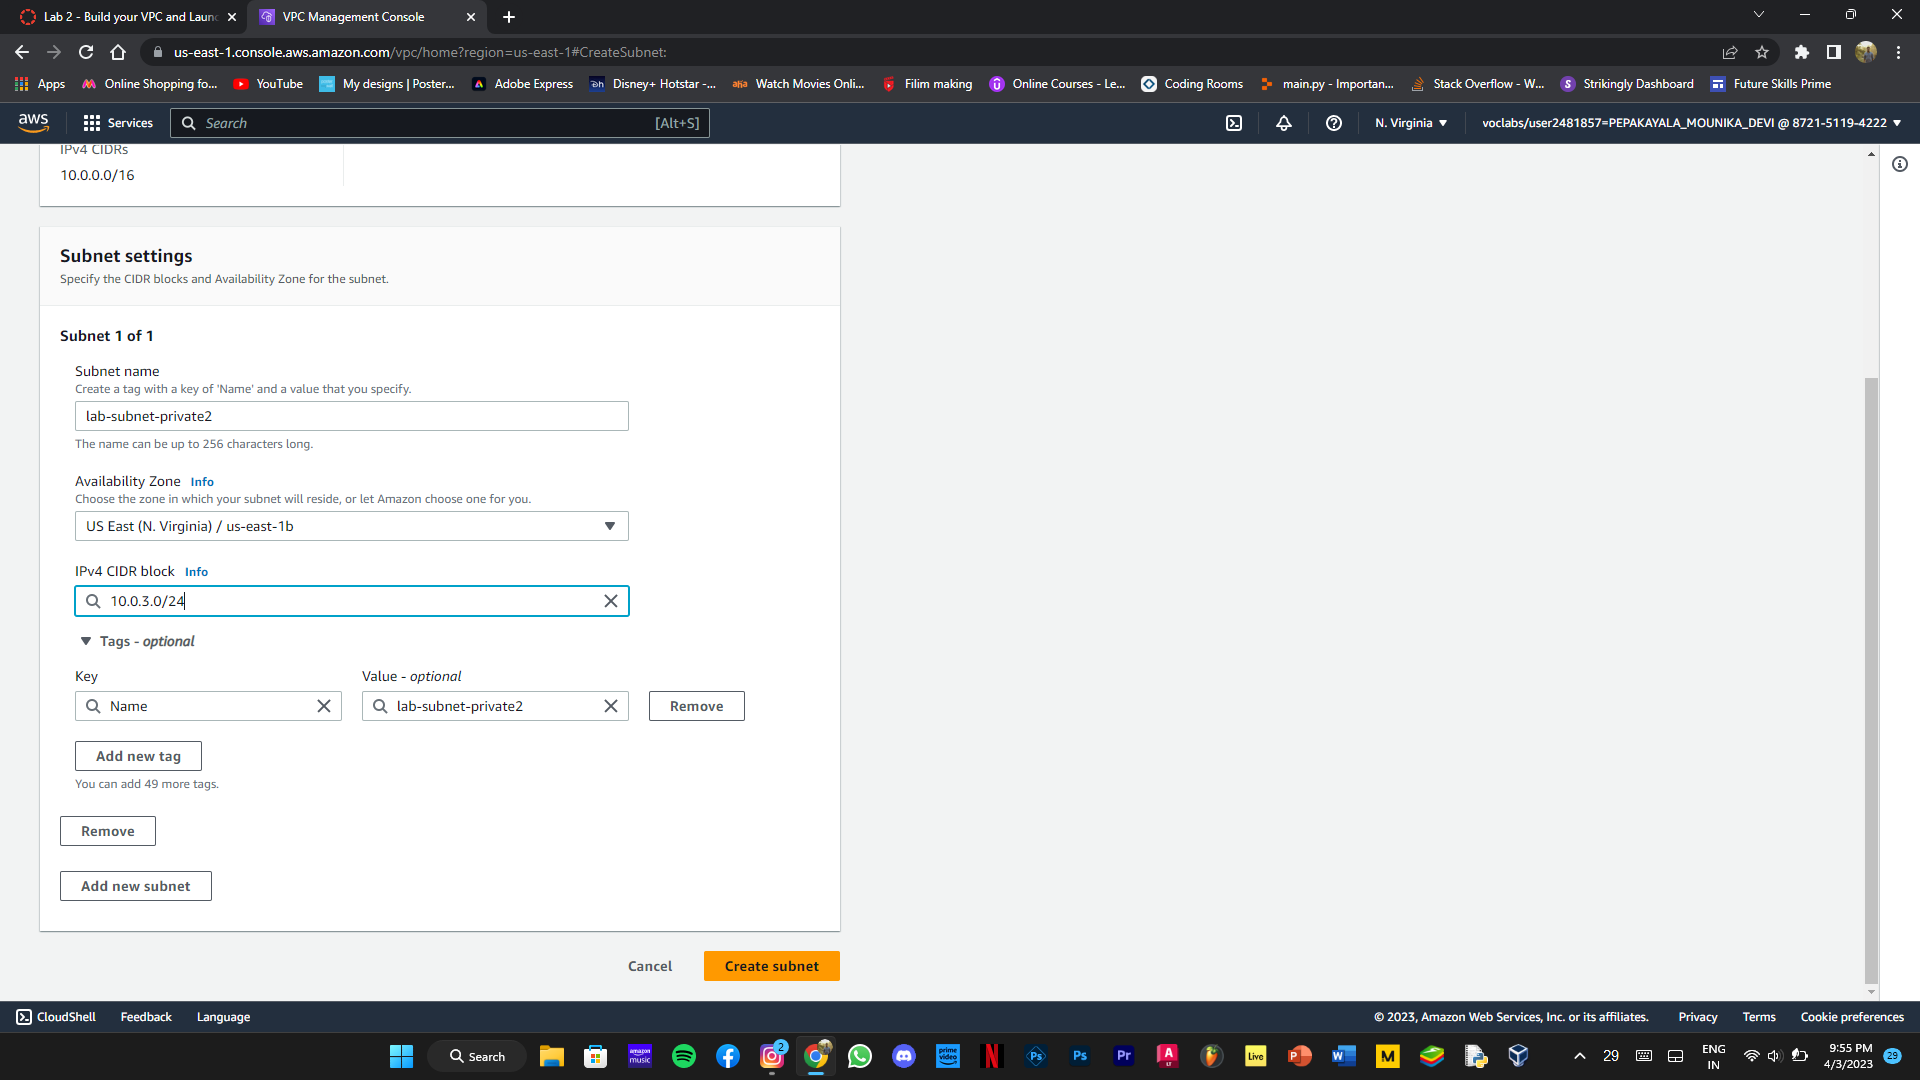 Lab 2 - Build your VPC and Laun
VPC Management Console
us-east-1.console.aws.amazon.com/vpc/home?region=us-east-1#CreateSubnet:
Apps
Online Shopping fo...
YouTube
My designs | Poster...
Adobe Express
Disney+ Hotstar -...
Watch Movies Onli...
Filim making
Online Courses - Le...
Coding Rooms
main.py - Importan...
Stack Overflow - W...
Strikingly Dashboard
Future Skills Prime
aws
Services
Search
[Alt+S]
N. Virginia
voclabs/user2481857=PEPAKAYALA_MOUNIKA_DEVI @ 8721-5119-4222
IPv4 CIDRs
10.0.0.0/16
Subnet settings
Specify the CIDR blocks and Availability Zone for the subnet.
Subnet 1 of 1
Subnet name
Create a tag with a key of 'Name' and a value that you specify.
lab-subnet-private2
The name can be up to 256 characters long.
Availability Zone Info
Choose the zone in which your subnet will reside, or let Amazon choose one for you.
US East (N. Virginia) / us-east-1b
IPv4 CIDR block Info
10.0.3.0/24
Tags - optional
Key
Value - optional
Name
lab-subnet-private2
Remove
Add new tag
You can add 49 more tags.
Remove
Add new subnet
Cancel
Create subnet
CloudShell
Feedback
Language
© 2023, Amazon Web Services, Inc. or its affiliates.
Privacy
Terms
Cookie preferences
Search
29
ENG
IN
9:55 PM
4/3/2023
29